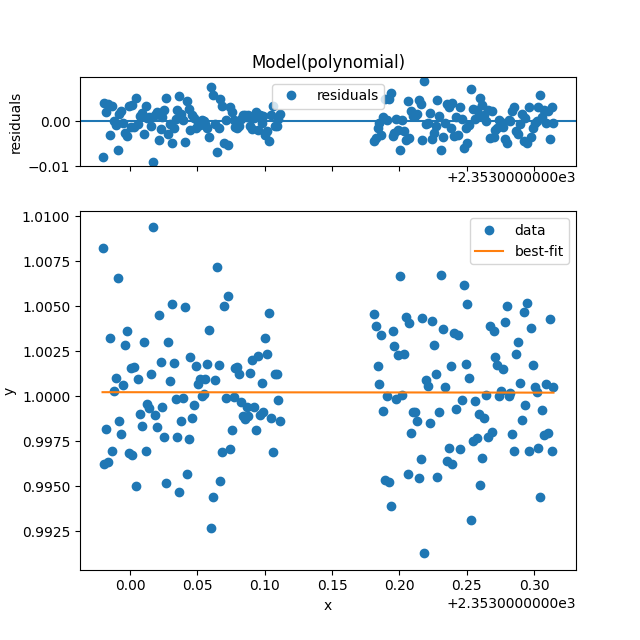 Model(polynomial)
residuals
0.00
−0.01
residuals
+2.3530000000e3
1.0100
1.0075
1.0050
1.0025
1.0000
0.9975
0.9950
0.9925
y
data
best-fit
0.00 0.05 0.10 0.15 0.20 0.25 0.30
x
+2.3530000000e3